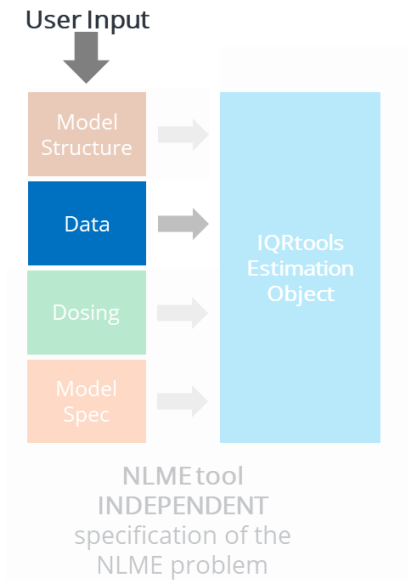 User Input
Model
Structure
Data
Dosing
Model
Spec
IQRtools
Estimation
Object
NLME tool
INDEPENDENT
specification of the
NLME problem